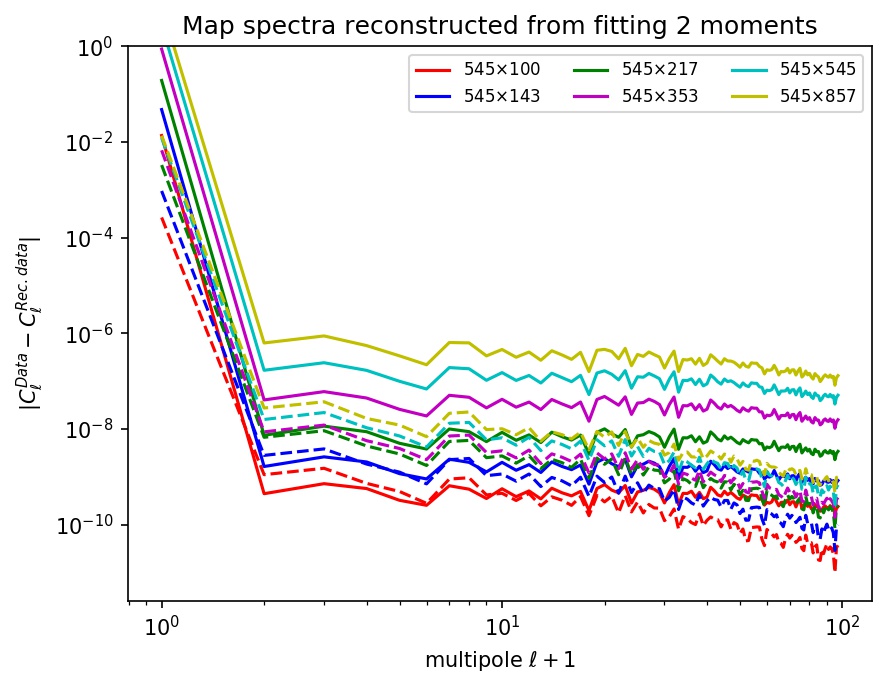 Map spectra reconstructed from fitting 2 moments
545×100 545×217 545×545
545×143 545×353 545×857
10⁰
10⁻²
10⁻⁴
10⁻⁶
10⁻⁸
10⁻¹⁰
|C_ℓ^{Data} − C_ℓ^{Rec. data}|
10⁰ 10¹ 10²
multipole ℓ + 1